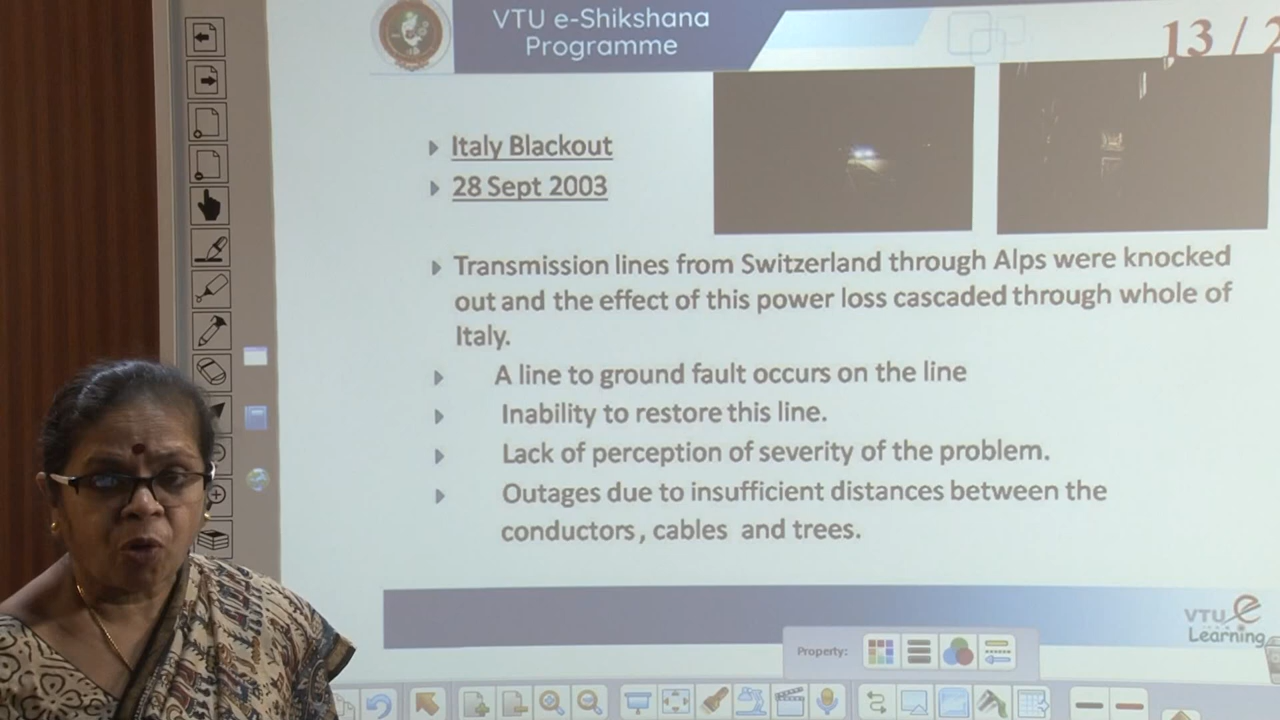 VTU e-Shikshana
Programme
13 / 2
Italy Blackout
28 Sept 2003
Transmission lines from Switzerland through Alps were knocked
out and the effect of this power loss cascaded through whole of
Italy.
A line to ground fault occurs on the line
Inability to restore this line.
Lack of perception of severity of the problem.
Outages due to insufficient distances between the
conductors, cables and trees.
VTU e
Learning
Property: